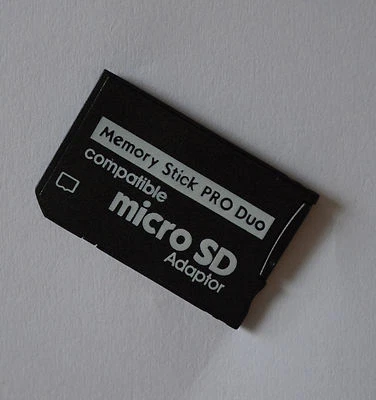 Memory Stick PRO Duo
compatible
micro SD
Adaptor